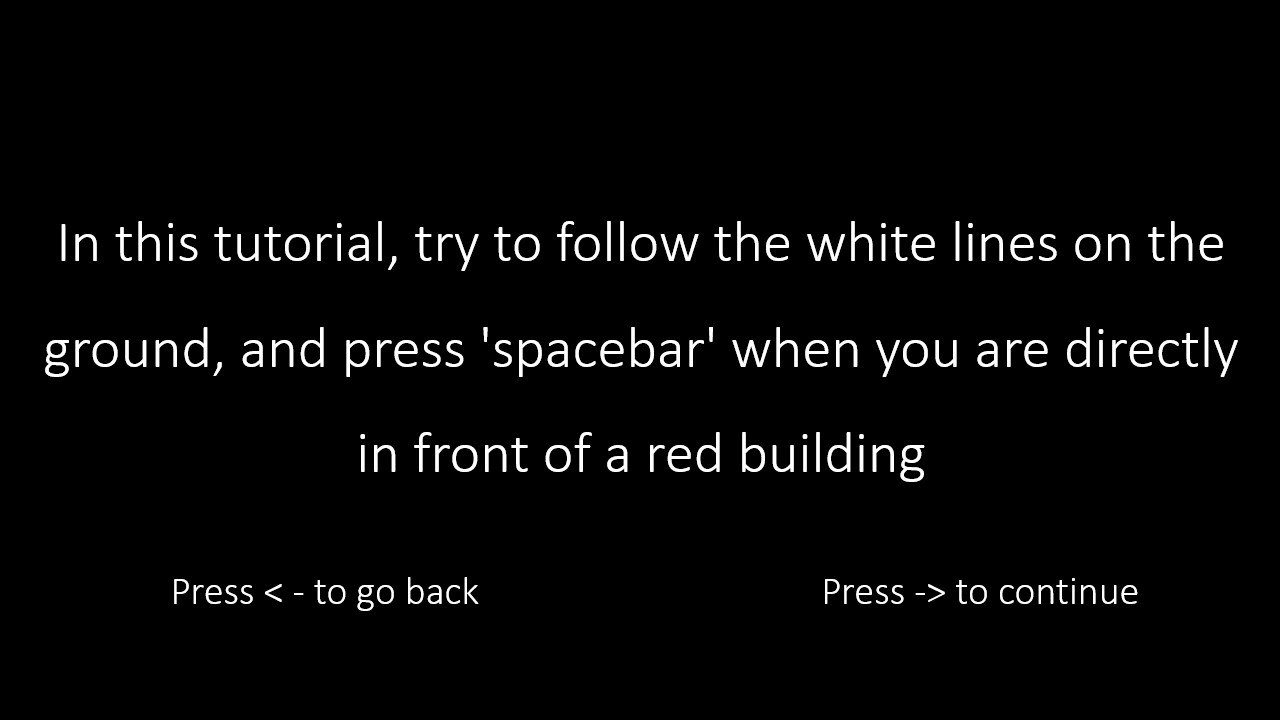 In this tutorial, try to follow the white lines on the
ground, and press 'spacebar' when you are directly
in front of a red building
Press < - to go back
Press -> to continue